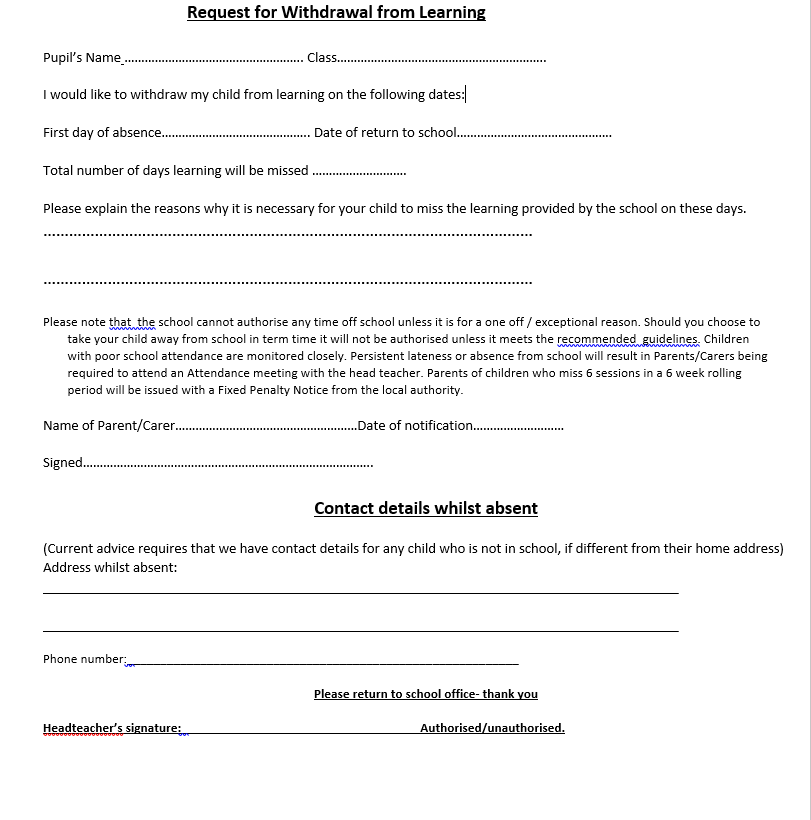 Request for Withdrawal from Learning
Pupil's Name ...................................................... Class...............................................................
I would like to withdraw my child from learning on the following dates:
First day of absence............................................. Date of return to school...............................................
Total number of days learning will be missed ............................
Please explain the reasons why it is necessary for your child to miss the learning provided by the school on these days.
.......................................................................................................................................
.......................................................................................................................................
Please note that  the school cannot authorise any time off school unless it is for a one off / exceptional reason. Should you choose to
take your child away from school in term time it will not be authorised unless it meets the recommended  guidelines. Children
with poor school attendance are monitored closely. Persistent lateness or absence from school will result in Parents/Carers being
required to attend an Attendance meeting with the head teacher. Parents of children who miss 6 sessions in a 6 week rolling
period will be issued with a Fixed Penalty Notice from the local authority.
Name of Parent/Carer.......................................................Date of notification...........................
Signed.......................................................................................
Contact details whilst absent
(Current advice requires that we have contact details for any child who is not in school, if different from their home address)
Address whilst absent:
Phone number:____________________________________________________________
Please return to school office- thank you
Headteacher's signature:                                    Authorised/unauthorised.